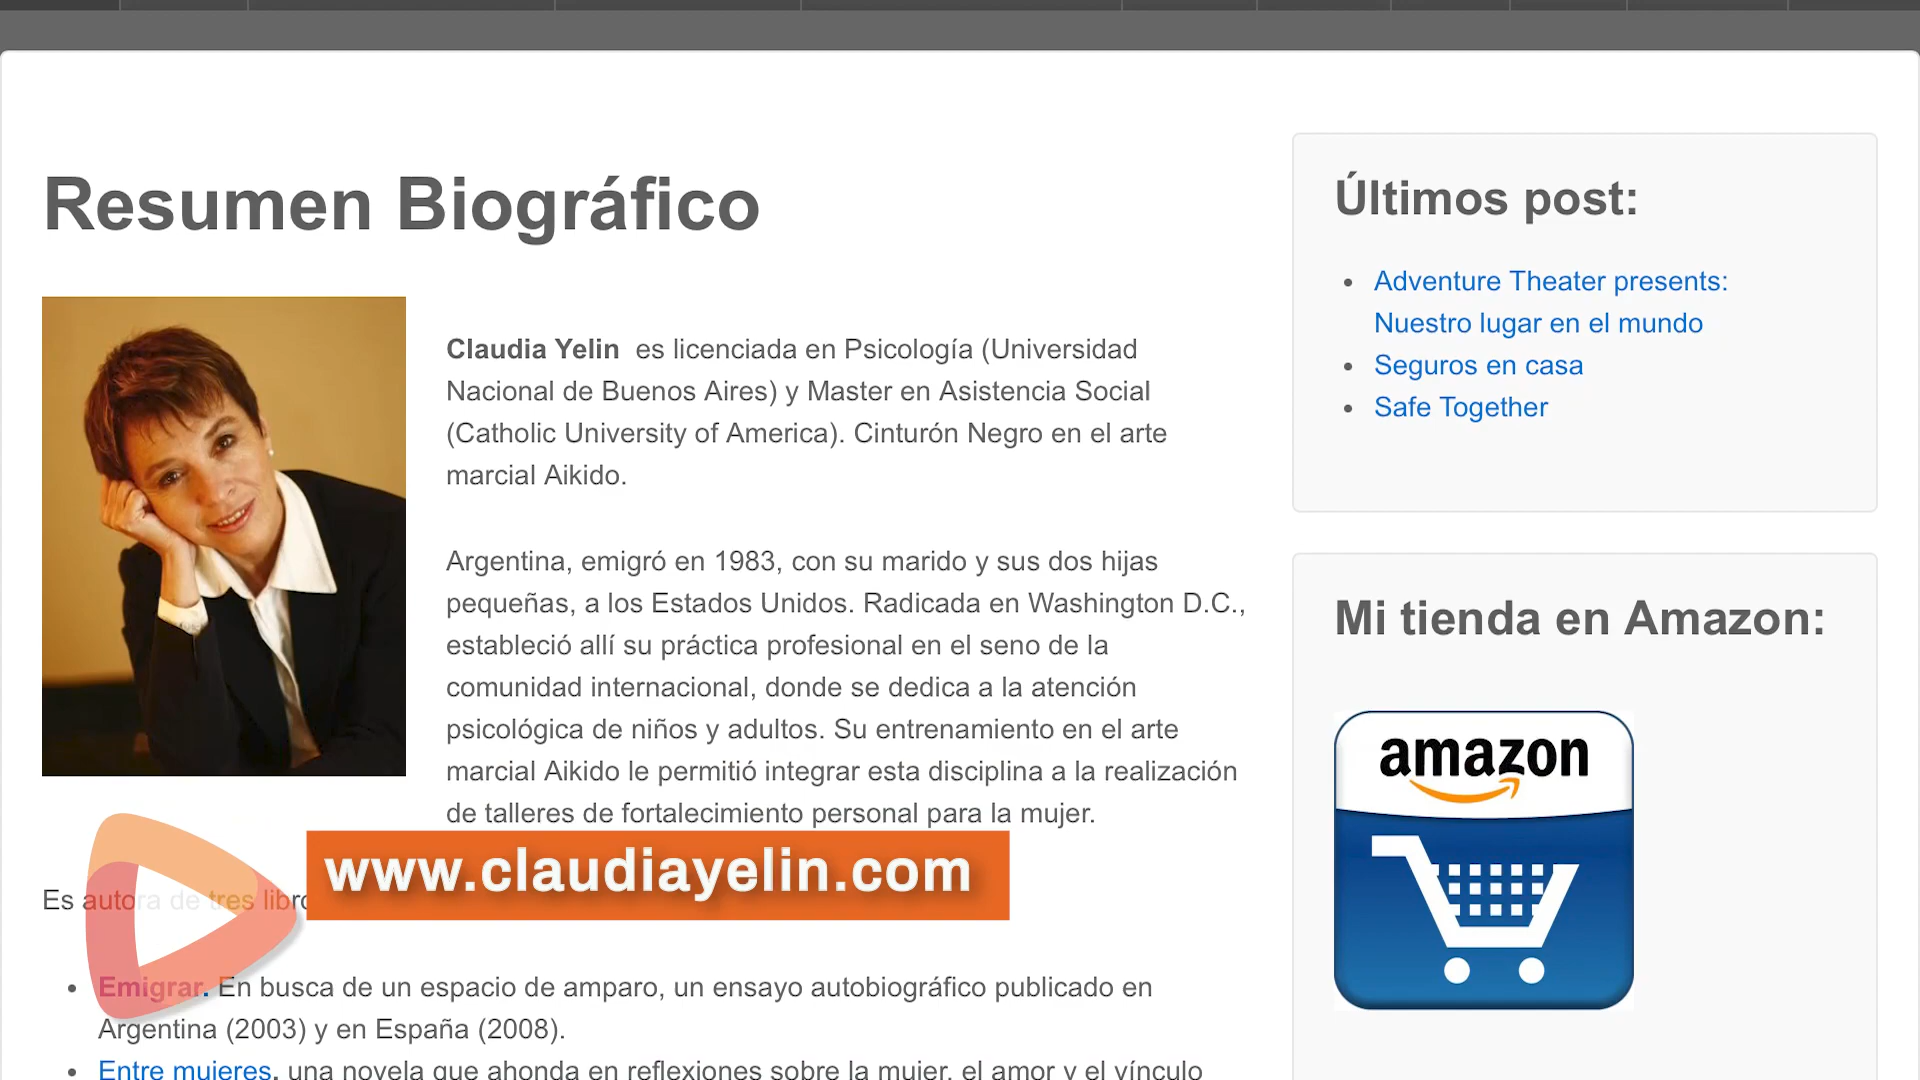 Resumen Biográfico
Claudia Yelin es licenciada en Psicología (Universidad
Nacional de Buenos Aires) y Master en Asistencia Social
(Catholic University of America). Cinturón Negro en el arte
marcial Aikido.
Argentina, emigró en 1983, con su marido y sus dos hijas
pequeñas, a los Estados Unidos. Radicada en Washington D.C.,
estableció allí su práctica profesional en el seno de la
comunidad internacional, donde se dedica a la atención
psicológica de niños y adultos. Su entrenamiento en el arte
marcial Aikido le permitió integrar esta disciplina a la realización
de talleres de fortalecimiento personal para la mujer.
www.claudiayelin.com
Es autora de tres
Emigrar. En busca de un espacio de amparo, un ensayo autobiográfico publicado en
Argentina (2003) y en España (2008).
Entre mujeres, una novela que ahonda en reflexiones sobre la mujer, el amor y el vínculo
Últimos post:
Adventure Theater presents:
Nuestro lugar en el mundo
Seguros en casa
Safe Together
Mi tienda en Amazon:
amazon